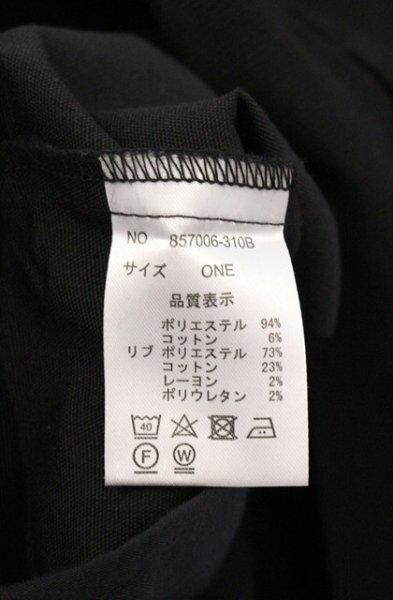 NO 857006-310B
サイズ ONE
品質表示
ポリエステル 94%
コットン 6%
リブ ポリエステル 73%
コットン 23%
レーヨン 2%
ポリウレタン 2%
40
F W